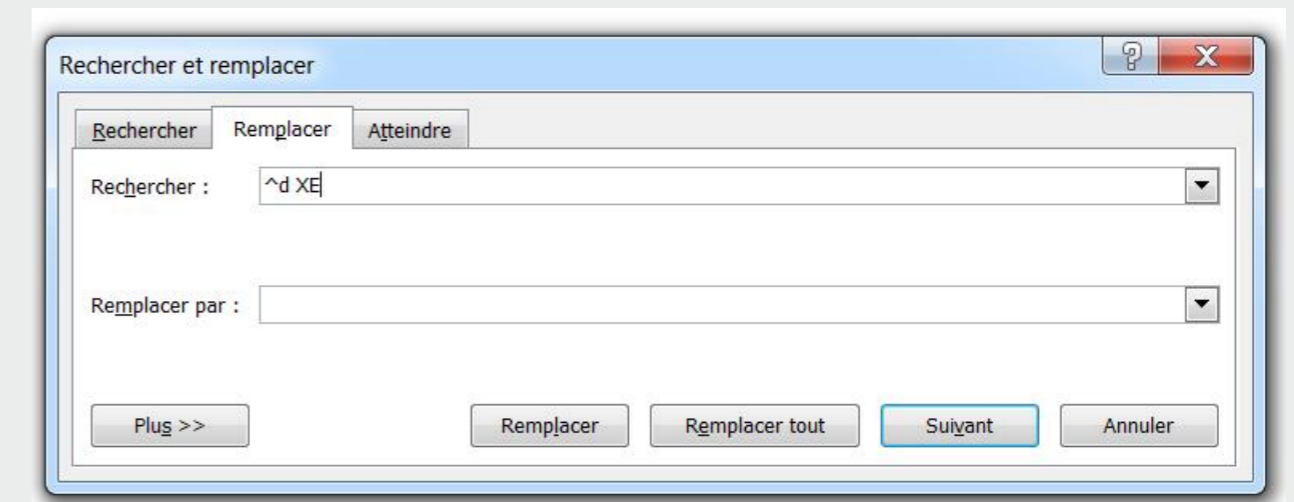 Rechercher et remplacer
Rechercher Remplacer Atteindre
Rechercher : ^d XE
Remplacer par :
Plus >> Remplacer Remplacer tout Suivant Annuler